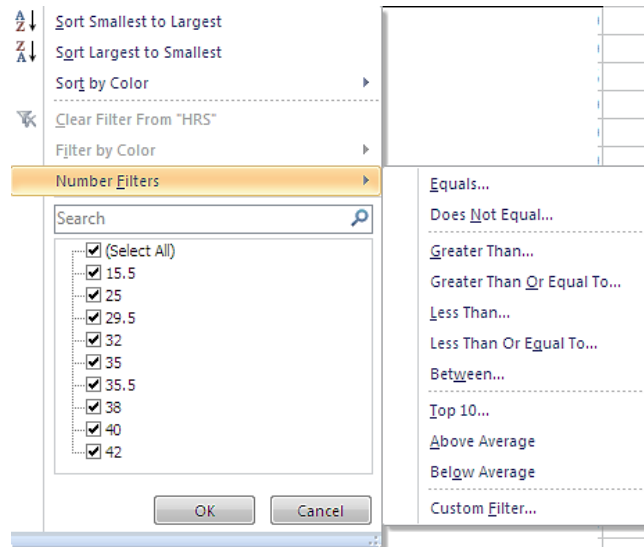 Sort Smallest to Largest
Sort Largest to Smallest
Sort by Color
Clear Filter From "HRS"
Filter by Color
Number Filters
Search
(Select All)
15.5
25
29.5
32
35
35.5
38
40
42
OK Cancel
Equals...
Does Not Equal...
Greater Than...
Greater Than Or Equal To...
Less Than...
Less Than Or Equal To...
Between...
Top 10...
Above Average
Below Average
Custom Filter...